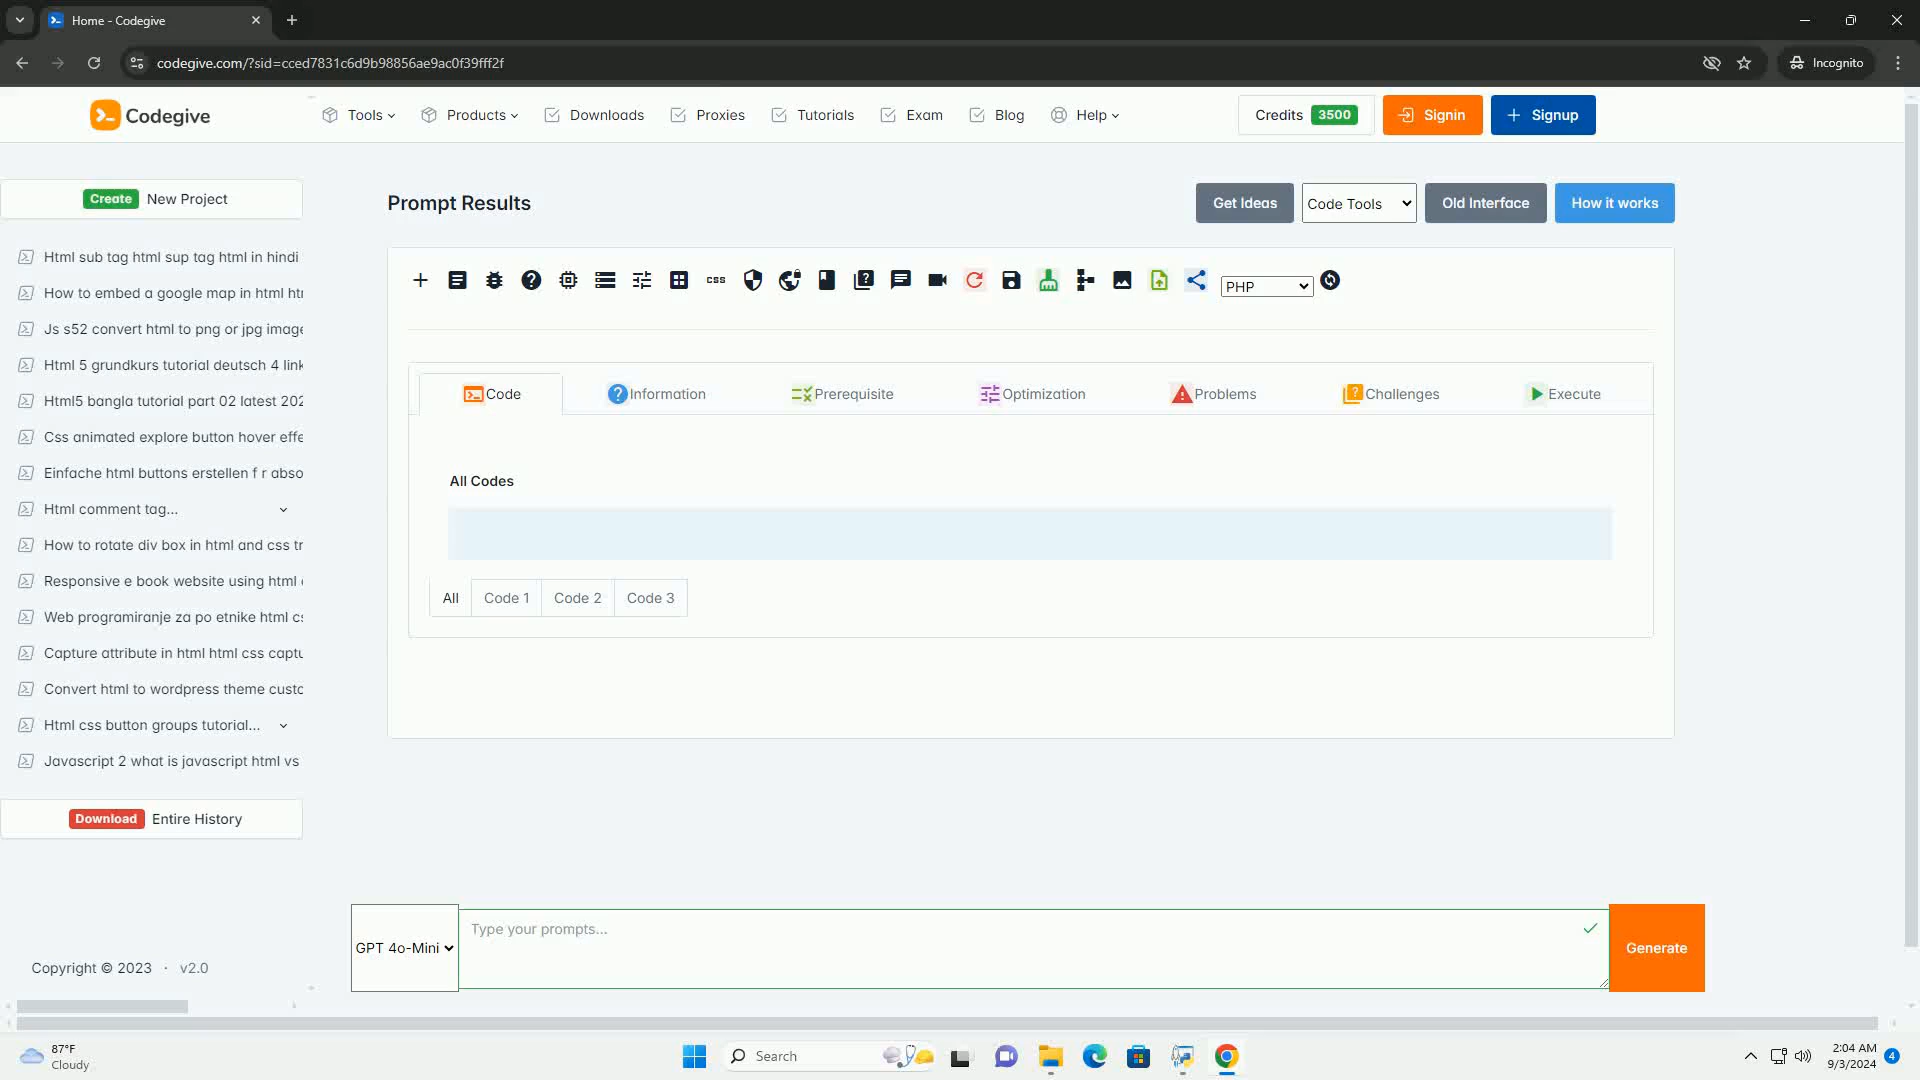 Home - Codegive
codegive.com/?sid=cced7831c6d9b98856ae9ac0f39fff2f
Incognito
Codegive
Tools
Products
Downloads
Proxies
Tutorials
Exam
Blog
Help
Credits 3500
Signin
Signup
Create New Project
Html sub tag html sup tag html in hindi
How to embed a google map in html
Js s52 convert html to png or jpg image
Html 5 grundkurs tutorial deutsch 4 link
Html5 bangla tutorial part 02 latest 202
Css animated explore button hover effe
Einfache html buttons erstellen f r abso
Html comment tag...
How to rotate div box in html and css tr
Responsive e book website using html
Web programiranje za po etnike html cs
Capture attribute in html html css captu
Convert html to wordpress theme custo
Html css button groups tutorial...
Javascript 2 what is javascript html vs
Download Entire History
Copyright © 2023 · v2.0
Prompt Results
Get Ideas
Code Tools
Old Interface
How it works
css
PHP
Code
Information
Prerequisite
Optimization
Problems
Challenges
Execute
All Codes
All
Code 1
Code 2
Code 3
GPT 4o-Mini
Type your prompts...
Generate
87°F
Cloudy
Search
2:04 AM
9/3/2024
4